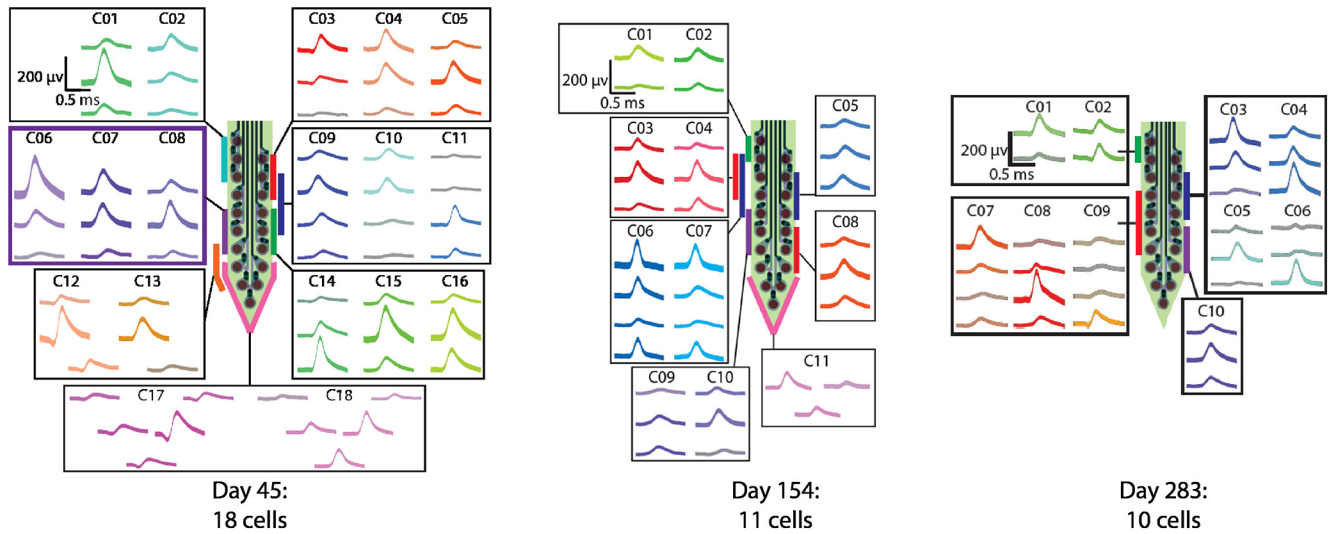 C01 C02
200 μv
0.5 ms
C03 C04 C05
C06 C07 C08
C09 C10 C11
C12 C13
C14 C15 C16
C17 C18
Day 45:
18 cells
C01 C02
200 μv
0.5 ms
C03 C04
C05
C06 C07
C08
C09 C10
C11
Day 154:
11 cells
C01 C02
200 μv
0.5 ms
C03 C04
C05 C06
C07 C08 C09
C10
Day 283:
10 cells